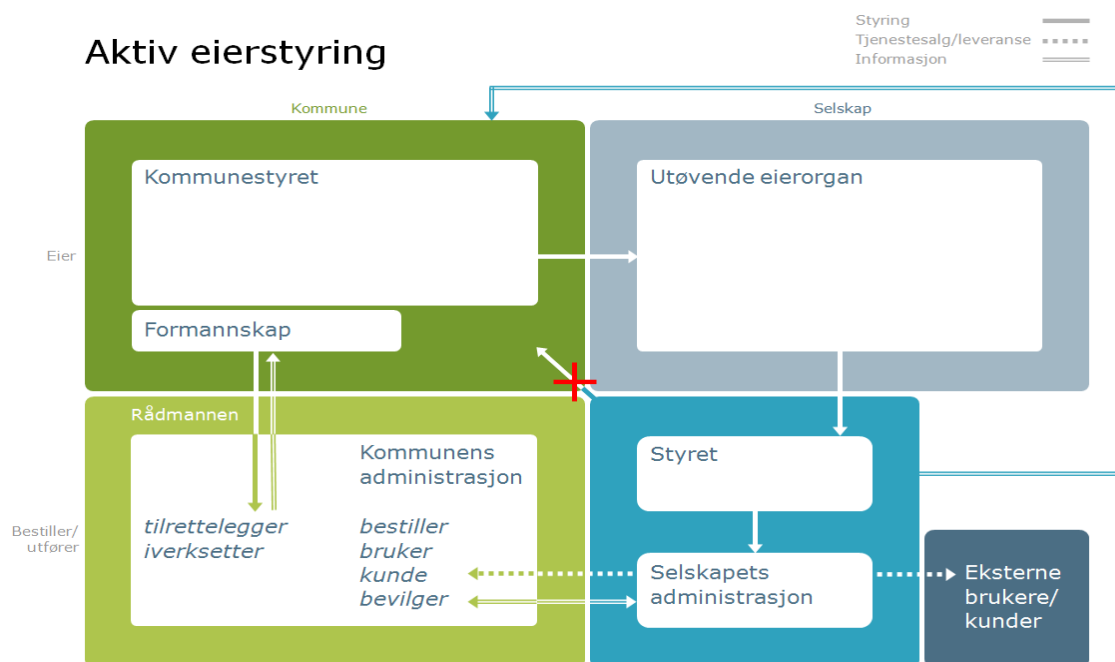 Aktiv eierstyring
Styring
Tjenestesalg/leveranse
Informasjon
Kommune
Selskap
Eier
Kommunestyret
Formannskap
Utøvende eierorgan
Bestiller/
utfører
Rådmannen
Kommunens
administrasjon
tilrettelegger
iverksetter
bestiller
bruker
kunde
bevilger
Styret
Selskapets
administrasjon
Eksterne
brukere/
kunder